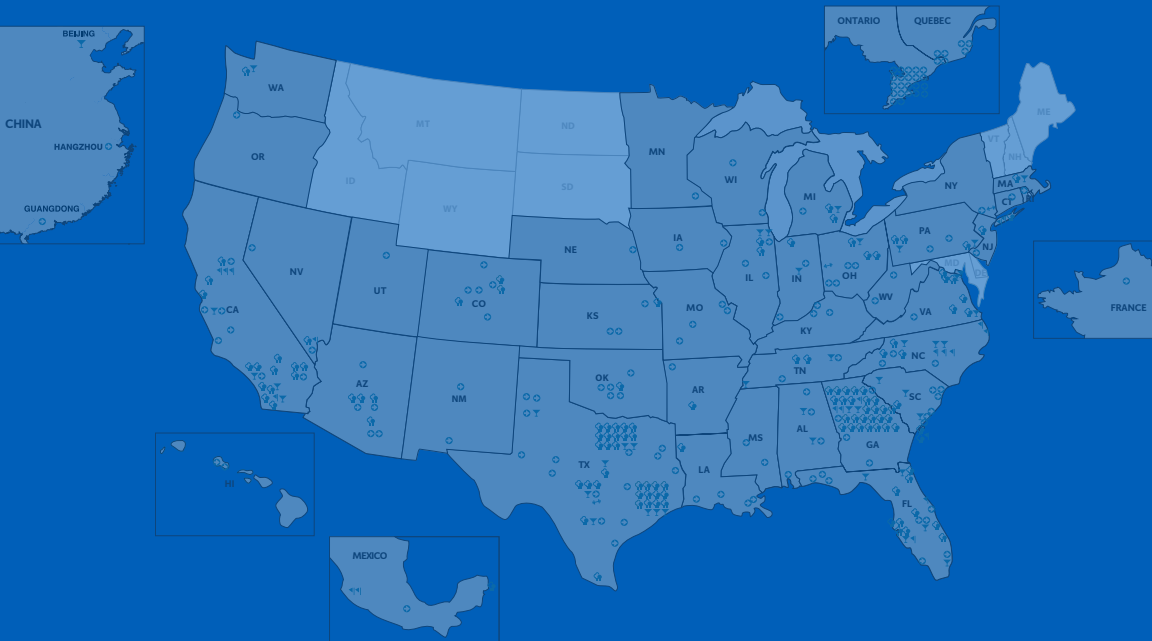 ONTARIO QUEBEC
BEIJING
CHINA
HANGZHOU
GUANGDONG
WA
MT
ND
MN
ME
VT
NH
OR
ID
SD
WI
MI
NY
MA
CT
WY
PA
NJ
NE
IA
MD
DE
NV
UT
CO
IL
IN
OH
WV
VA
FRANCE
CA
KS
MO
KY
NC
AZ
NM
OK
AR
TN
SC
MS
AL
GA
TX
LA
FL
HI
MEXICO